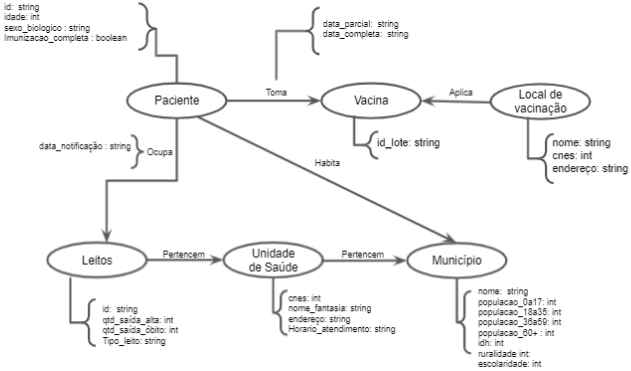 id: string
idade: int
sexo_biologico : string
Imunizacao_completa : boolean
data_parcial: string
data_completa: string
Paciente
Toma
Vacina
Aplica
Local de
vacinação
id_lote: string
nome: string
cnes: int
endereço: string
data_notificação : string
Ocupa
Habita
Leitos
Pertencem
Unidade
de Saúde
Pertencem
Município
id: string
qtd_saída_alta: int
qtd_saída_óbito: int
Tipo_leito: string
cnes: int
nome_fantasia: string
endereço: string
Horario_atendimento: string
nome: string
populacao_0a17: int
populacao_18a35: int
populacao_36a59: int
populacao_60+ : int
idh: int
ruralidade int:
escolaridade: int